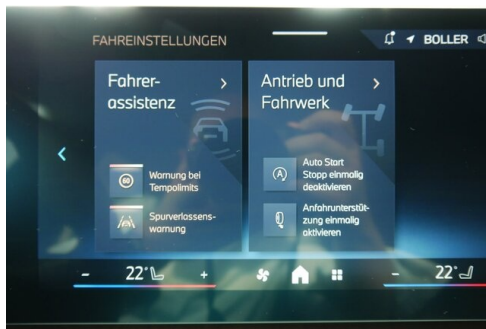 FAHREINSTELLUNGEN
BOLLER
Fahrer-
assistenz
60
Warnung bei
Tempolimits
Spurverlassens-
warnung
Antrieb und
Fahrwerk
A
Auto Start
Stopp einmalig
deaktivieren
Anfahrunterstüt-
zung einmalig
aktivieren
- 22° +
- 22°